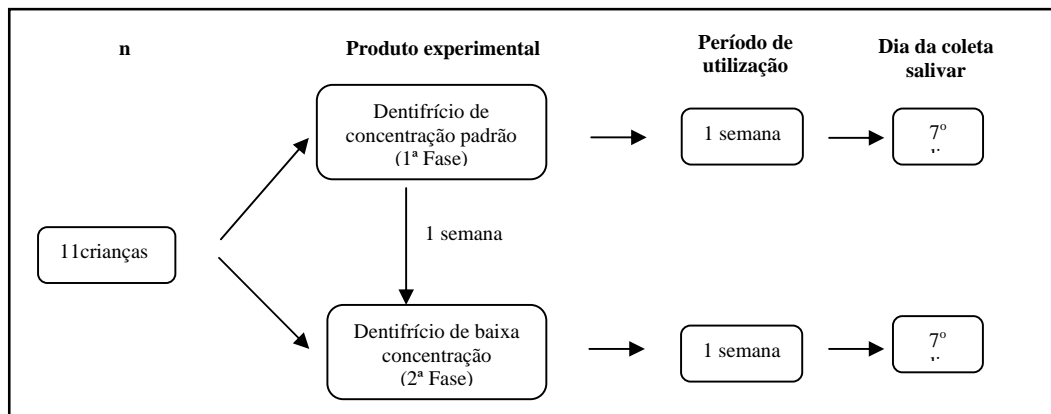 n
Produto experimental
Período de
utilização
Dia da coleta
salivar
Dentifrício de
concentração padrão
(1ª Fase)
1 semana
7º
11crianças
1 semana
Dentifrício de baixa
concentração
(2ª Fase)
1 semana
7º